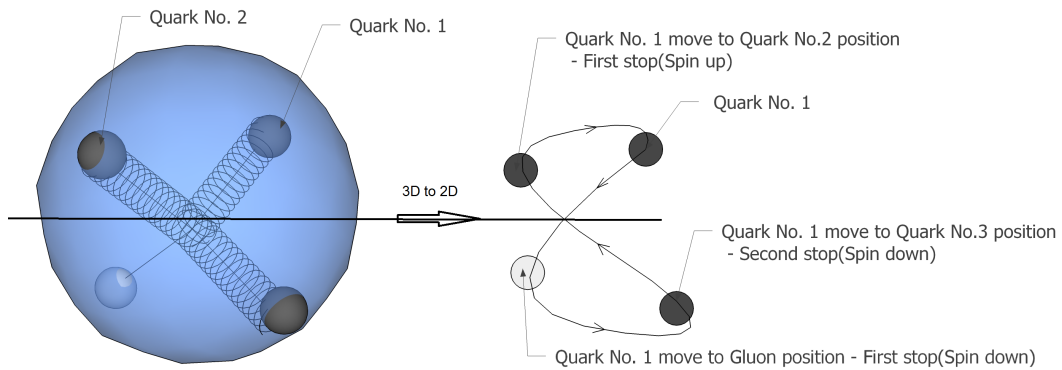 Quark No. 2
Quark No. 1
3D to 2D
Quark No. 1 move to Quark No.2 position
- First stop(Spin up)
Quark No. 1
Quark No. 1 move to Quark No.3 position
- Second stop(Spin down)
Quark No. 1 move to Gluon position - First stop(Spin down)